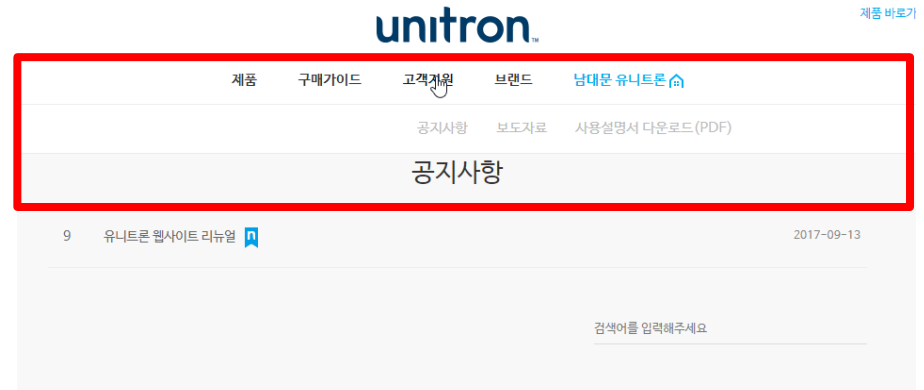 unitron™
제품 바로가
제품 구매가이드 고객지원 브랜드 남대문 유니트론
공지사항 보도자료 사용설명서 다운로드(PDF)
공지사항
9 유니트론 웹사이트 리뉴얼 n 2017-09-13
검색어를 입력해주세요